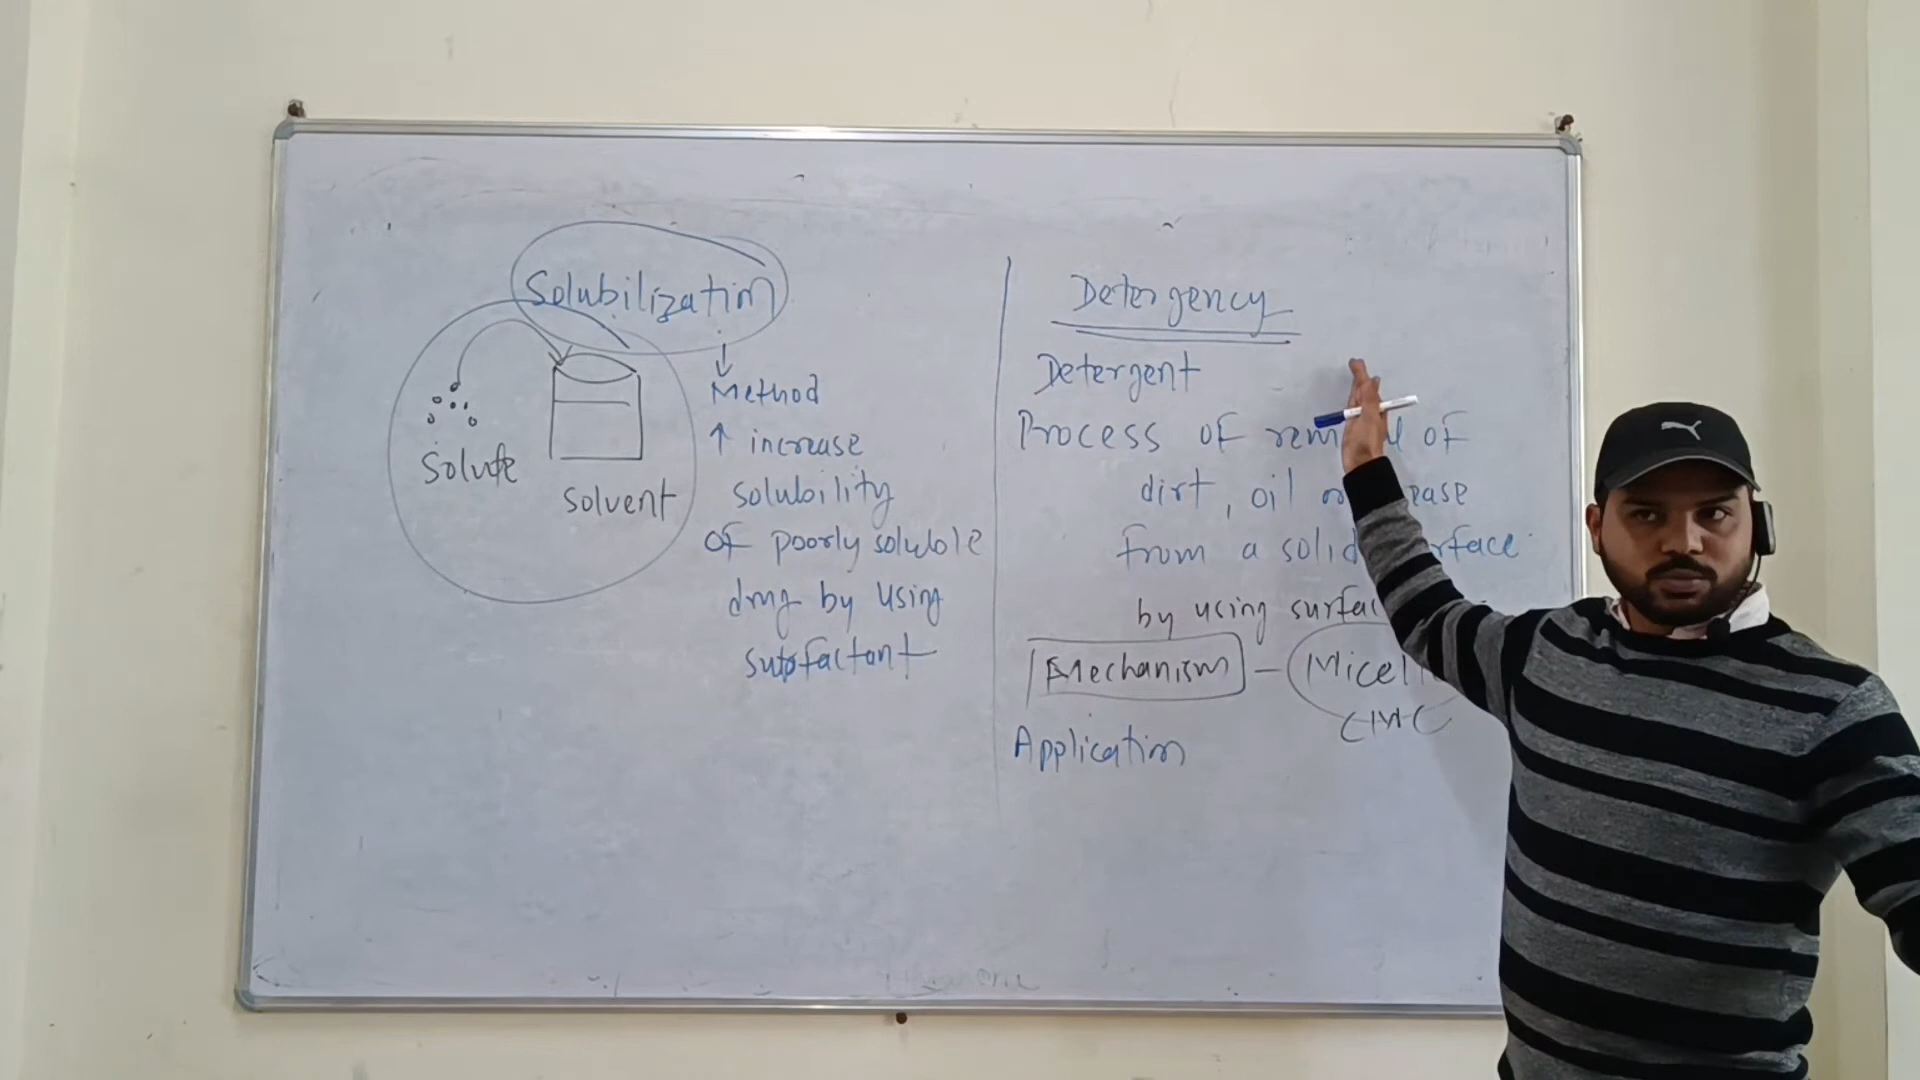 Solubilization
Solute
solvent
Method
↑ increase
solubility
of poorly soluble
drug by using
Detergency
Detergent
Process of of
dirt, oil
from a solid
by using
Mechanism –
CMC
Application